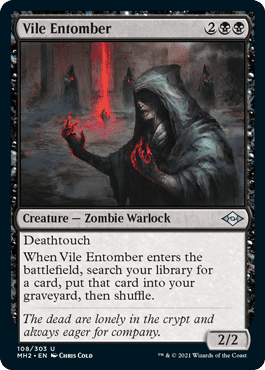 Vile Entomber 2
Creature — Zombie Warlock
Deathtouch
When Vile Entomber enters the
battlefield, search your library for
a card, put that card into your
graveyard, then shuffle.
The dead are lonely in the crypt and
always eager for company.
2/2
108/303 U
MH2 • EN Chris Cold
™ & © 2021 Wizards of the Coast